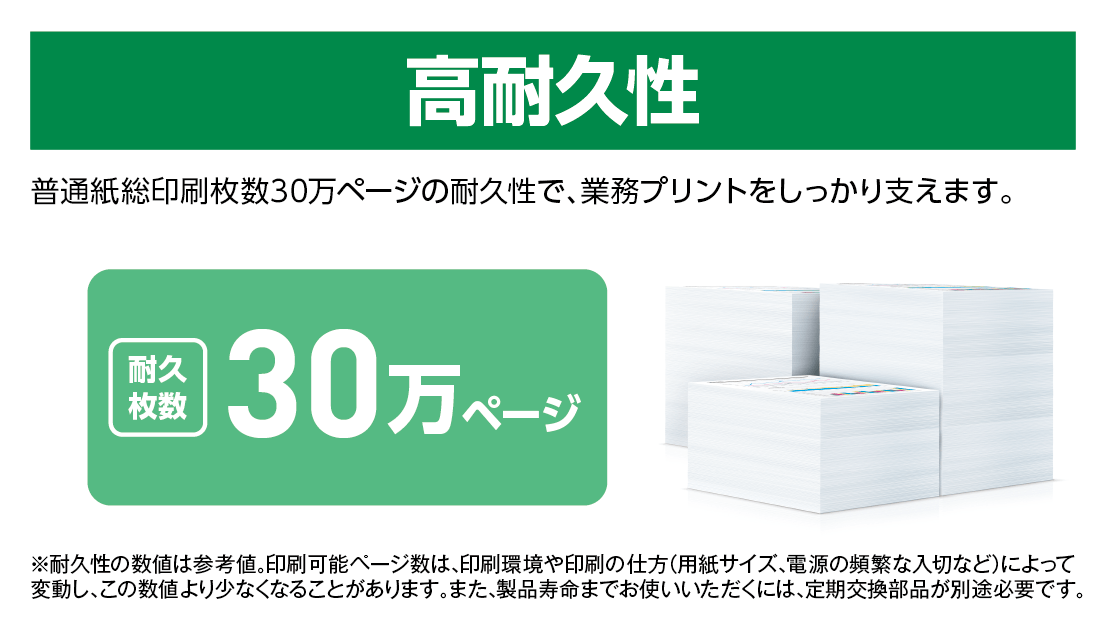 高耐久性
普通紙総印刷枚数30万ページの耐久性で、業務プリントをしっかり支えます。
耐久
枚数
30万ページ
※耐久性の数値は参考値。印刷可能ページ数は、印刷環境や印刷の仕方（用紙サイズ、電源の頻繁な入切など）によって
変動し、この数値より少なくなることがあります。また、製品寿命までお使いいただくには、定期交換部品が別途必要です。